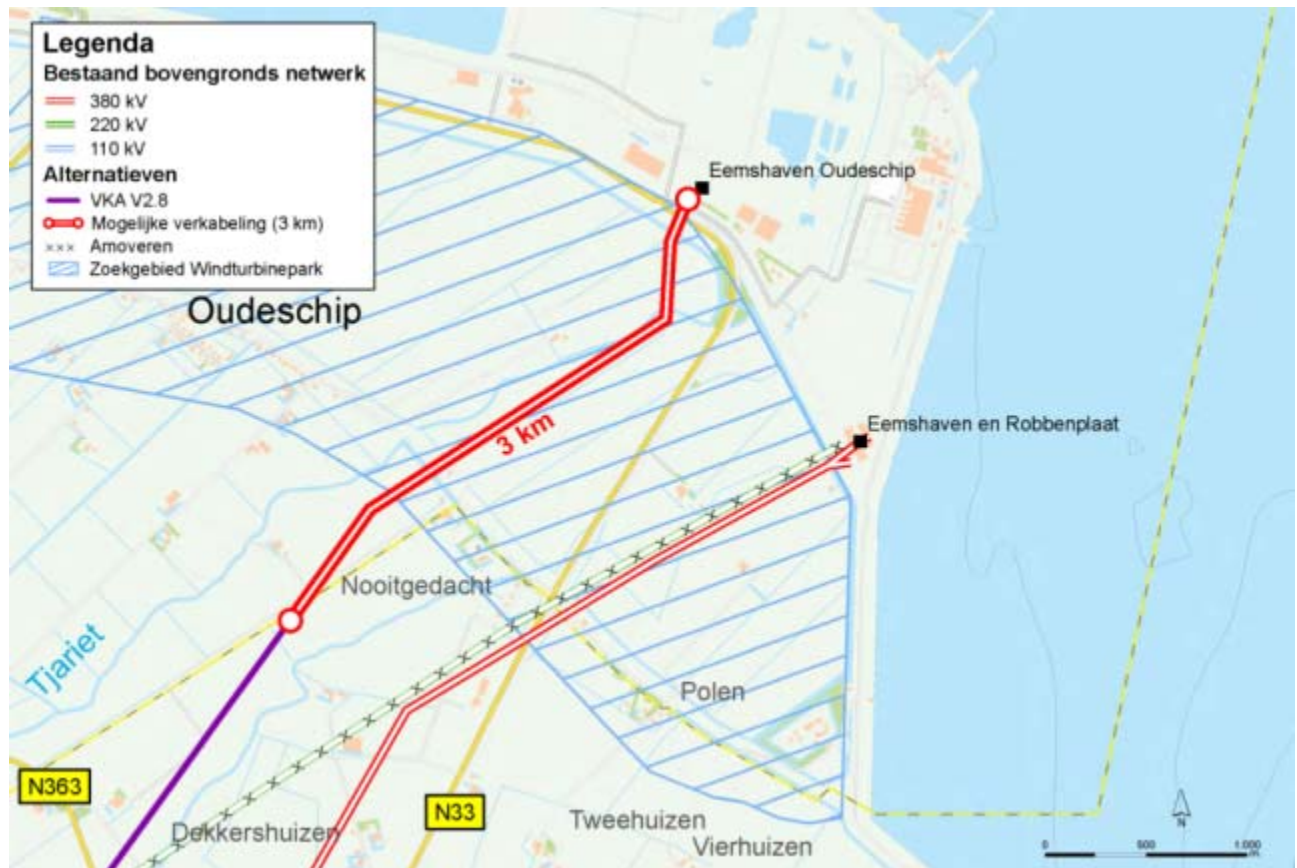 Legenda
Bestaand bovengronds netwerk
380 kV
220 kV
110 kV
Alternatieven
VKA V2.8
Mogelijke verkabeling (3 km)
Amoveren
Zoekgebied Windturbinepark
Eemshaven Oudeschip
Oudeschip
3 km
Eemshaven en Robbenplaat
Nooitgedacht
Tjariet
Polen
N363
N33
Dekkershuizen
Tweehuizen
Vierhuizen
N
0 500 1.000
m